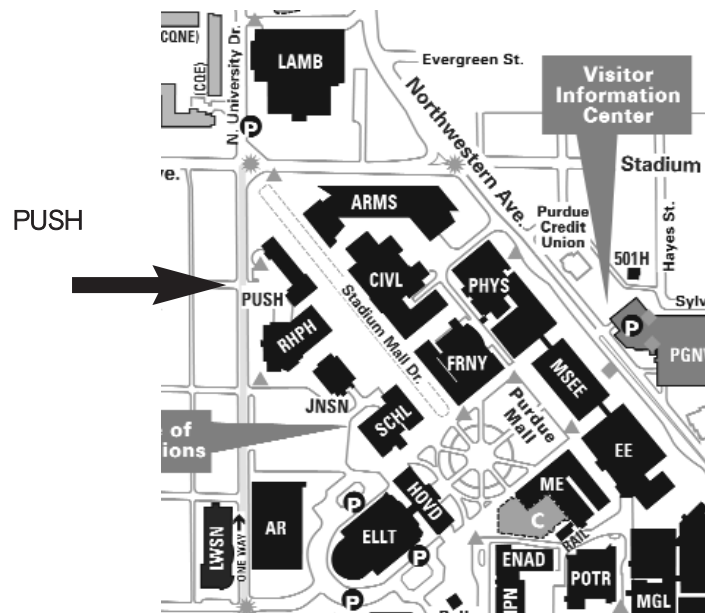 (CQNE)
(CQE)
N. University Dr.
LAMB
P
Evergreen St.
Northwestern Ave.
Visitor
Information
Center
ve.
Stadium
ARMS
Purdue
Credit
Union
501H
Hayes St.
PUSH
CIVL
PHYS
PUSH
Stadium Mall Dr.
Sylv
P
RHPH
FRNY
PGN
MSEE
JNSN
SCHL
Purdue
Mall
e of
ions
EE
HOVD
ME
P
C
LWSN
ONE WAY
AR
ELLT
RAIL
P
ENAD
POTR
P
MGL